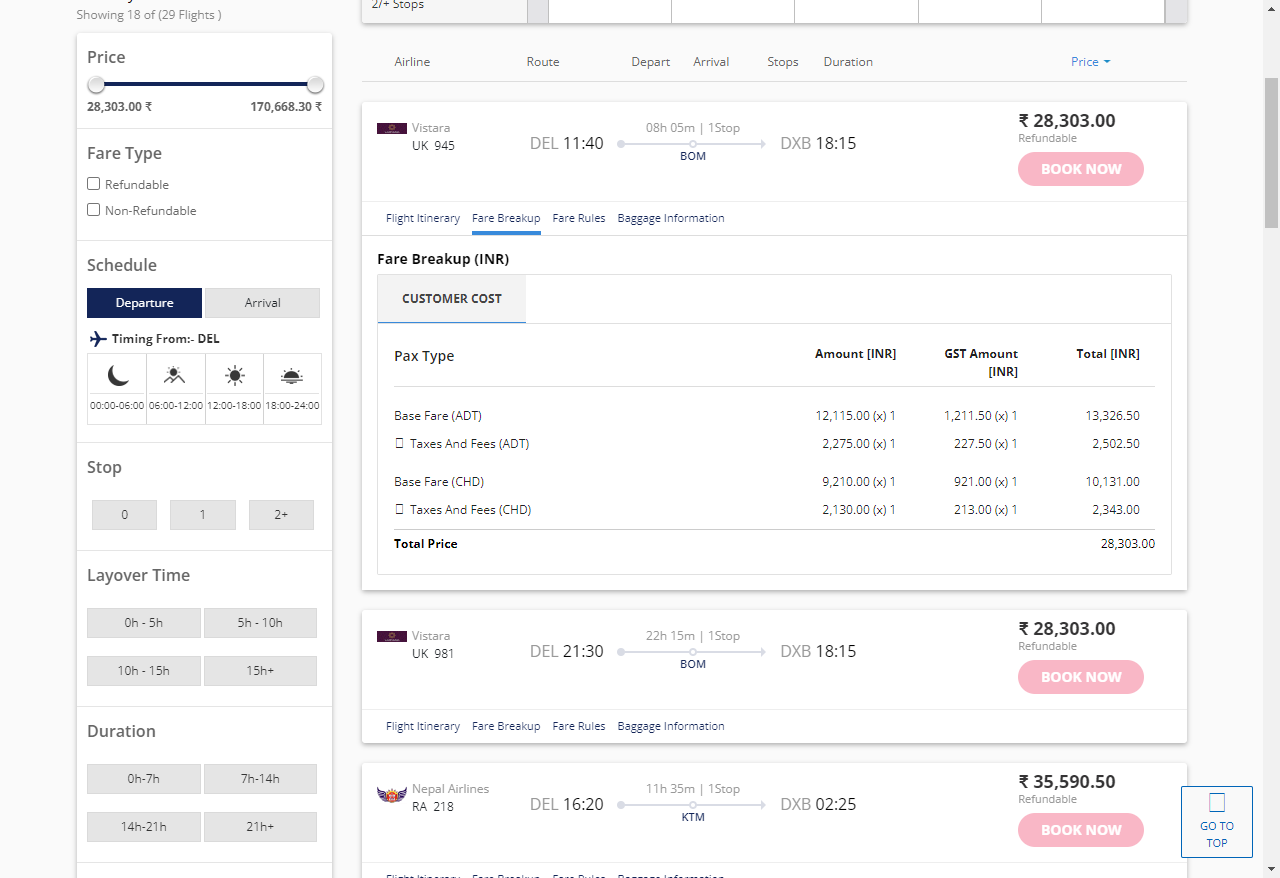 2/+ Stops
Showing 18 of (29 Flights )
Price
28,303.00 ₹ 170,668.30 ₹
Fare Type
Refundable
Non-Refundable
Schedule
Departure Arrival
Timing From:- DEL
00:00-06:00 06:00-12:00 12:00-18:00 18:00-24:00
Stop
0 1 2+
Layover Time
0h - 5h 5h - 10h
10h - 15h 15h+
Duration
0h-7h 7h-14h
14h-21h 21h+
Airline Route Depart Arrival Stops Duration Price
Vistara
UK 945
DEL 11:40
08h 05m | 1Stop
BOM
DXB 18:15
₹ 28,303.00
Refundable
BOOK NOW
Flight Itinerary Fare Breakup Fare Rules Baggage Information
Fare Breakup (INR)
CUSTOMER COST
Pax Type Amount [INR] GST Amount [INR] Total [INR]
Base Fare (ADT) 12,115.00 (x) 1 1,211.50 (x) 1 13,326.50
Taxes And Fees (ADT) 2,275.00 (x) 1 227.50 (x) 1 2,502.50
Base Fare (CHD) 9,210.00 (x) 1 921.00 (x) 1 10,131.00
Taxes And Fees (CHD) 2,130.00 (x) 1 213.00 (x) 1 2,343.00
Total Price 28,303.00
Vistara
UK 981
DEL 21:30
22h 15m | 1Stop
BOM
DXB 18:15
₹ 28,303.00
Refundable
BOOK NOW
Flight Itinerary Fare Breakup Fare Rules Baggage Information
Nepal Airlines
RA 218
DEL 16:20
11h 35m | 1Stop
KTM
DXB 02:25
₹ 35,590.50
Refundable
BOOK NOW
Flight Itinerary Fare Breakup Fare Rules Baggage Information
GO TO
TOP